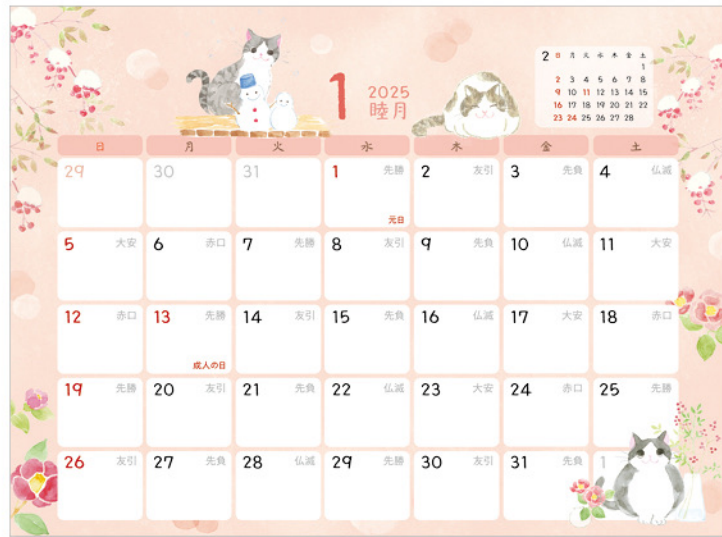 1
2025
睦月
2 日 月 火 水 木 金 土
1
2 3 4 5 6 7 8
9 10 11 12 13 14 15
16 17 18 19 20 21 22
23 24 25 26 27 28
日 月 火 水 木 金 土
29 30 31 1 先勝 2 友引 3 先負 4 仏滅
元日
5 大安 6 赤口 7 先勝 8 友引 9 先負 10 仏滅 11 大安
12 赤口 13 先勝 14 友引 15 先負 16 仏滅 17 大安 18 赤口
成人の日
19 先勝 20 友引 21 先負 22 仏滅 23 大安 24 赤口 25 先勝
26 友引 27 先負 28 仏滅 29 先勝 30 友引 31 先負 1